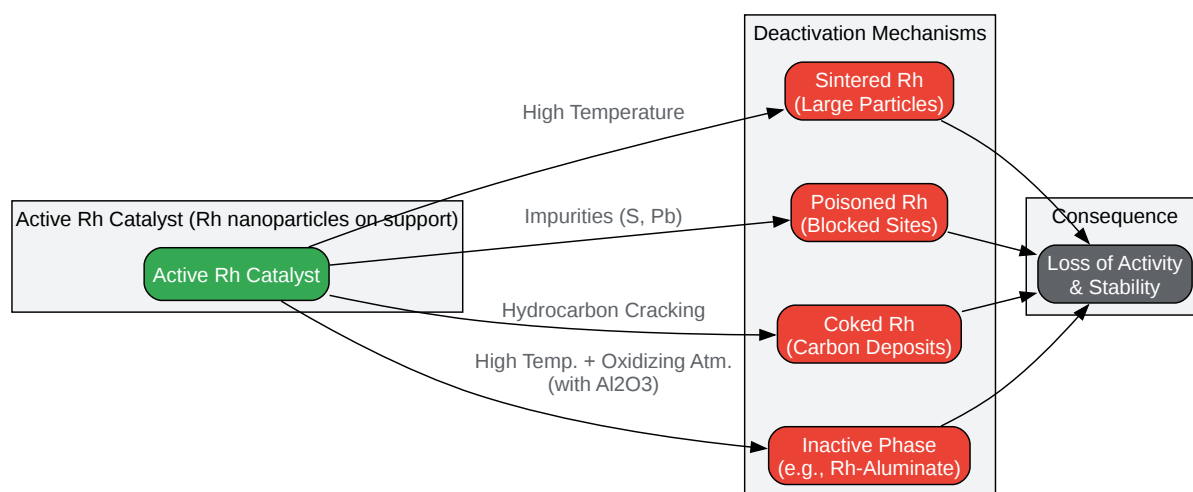 Deactivation Mechanisms
Sintered Rh
(Large Particles)
High Temperature
Active Rh Catalyst (Rh nanoparticles on support)
Active Rh Catalyst
Impurities (S, Pb)
Poisoned Rh
(Blocked Sites)
Consequence
Loss of Activity
& Stability
Hydrocarbon Cracking
Coked Rh
(Carbon Deposits)
High Temp. + Oxidizing Atm.
(with Al2O3)
Inactive Phase
(e.g., Rh-Aluminate)